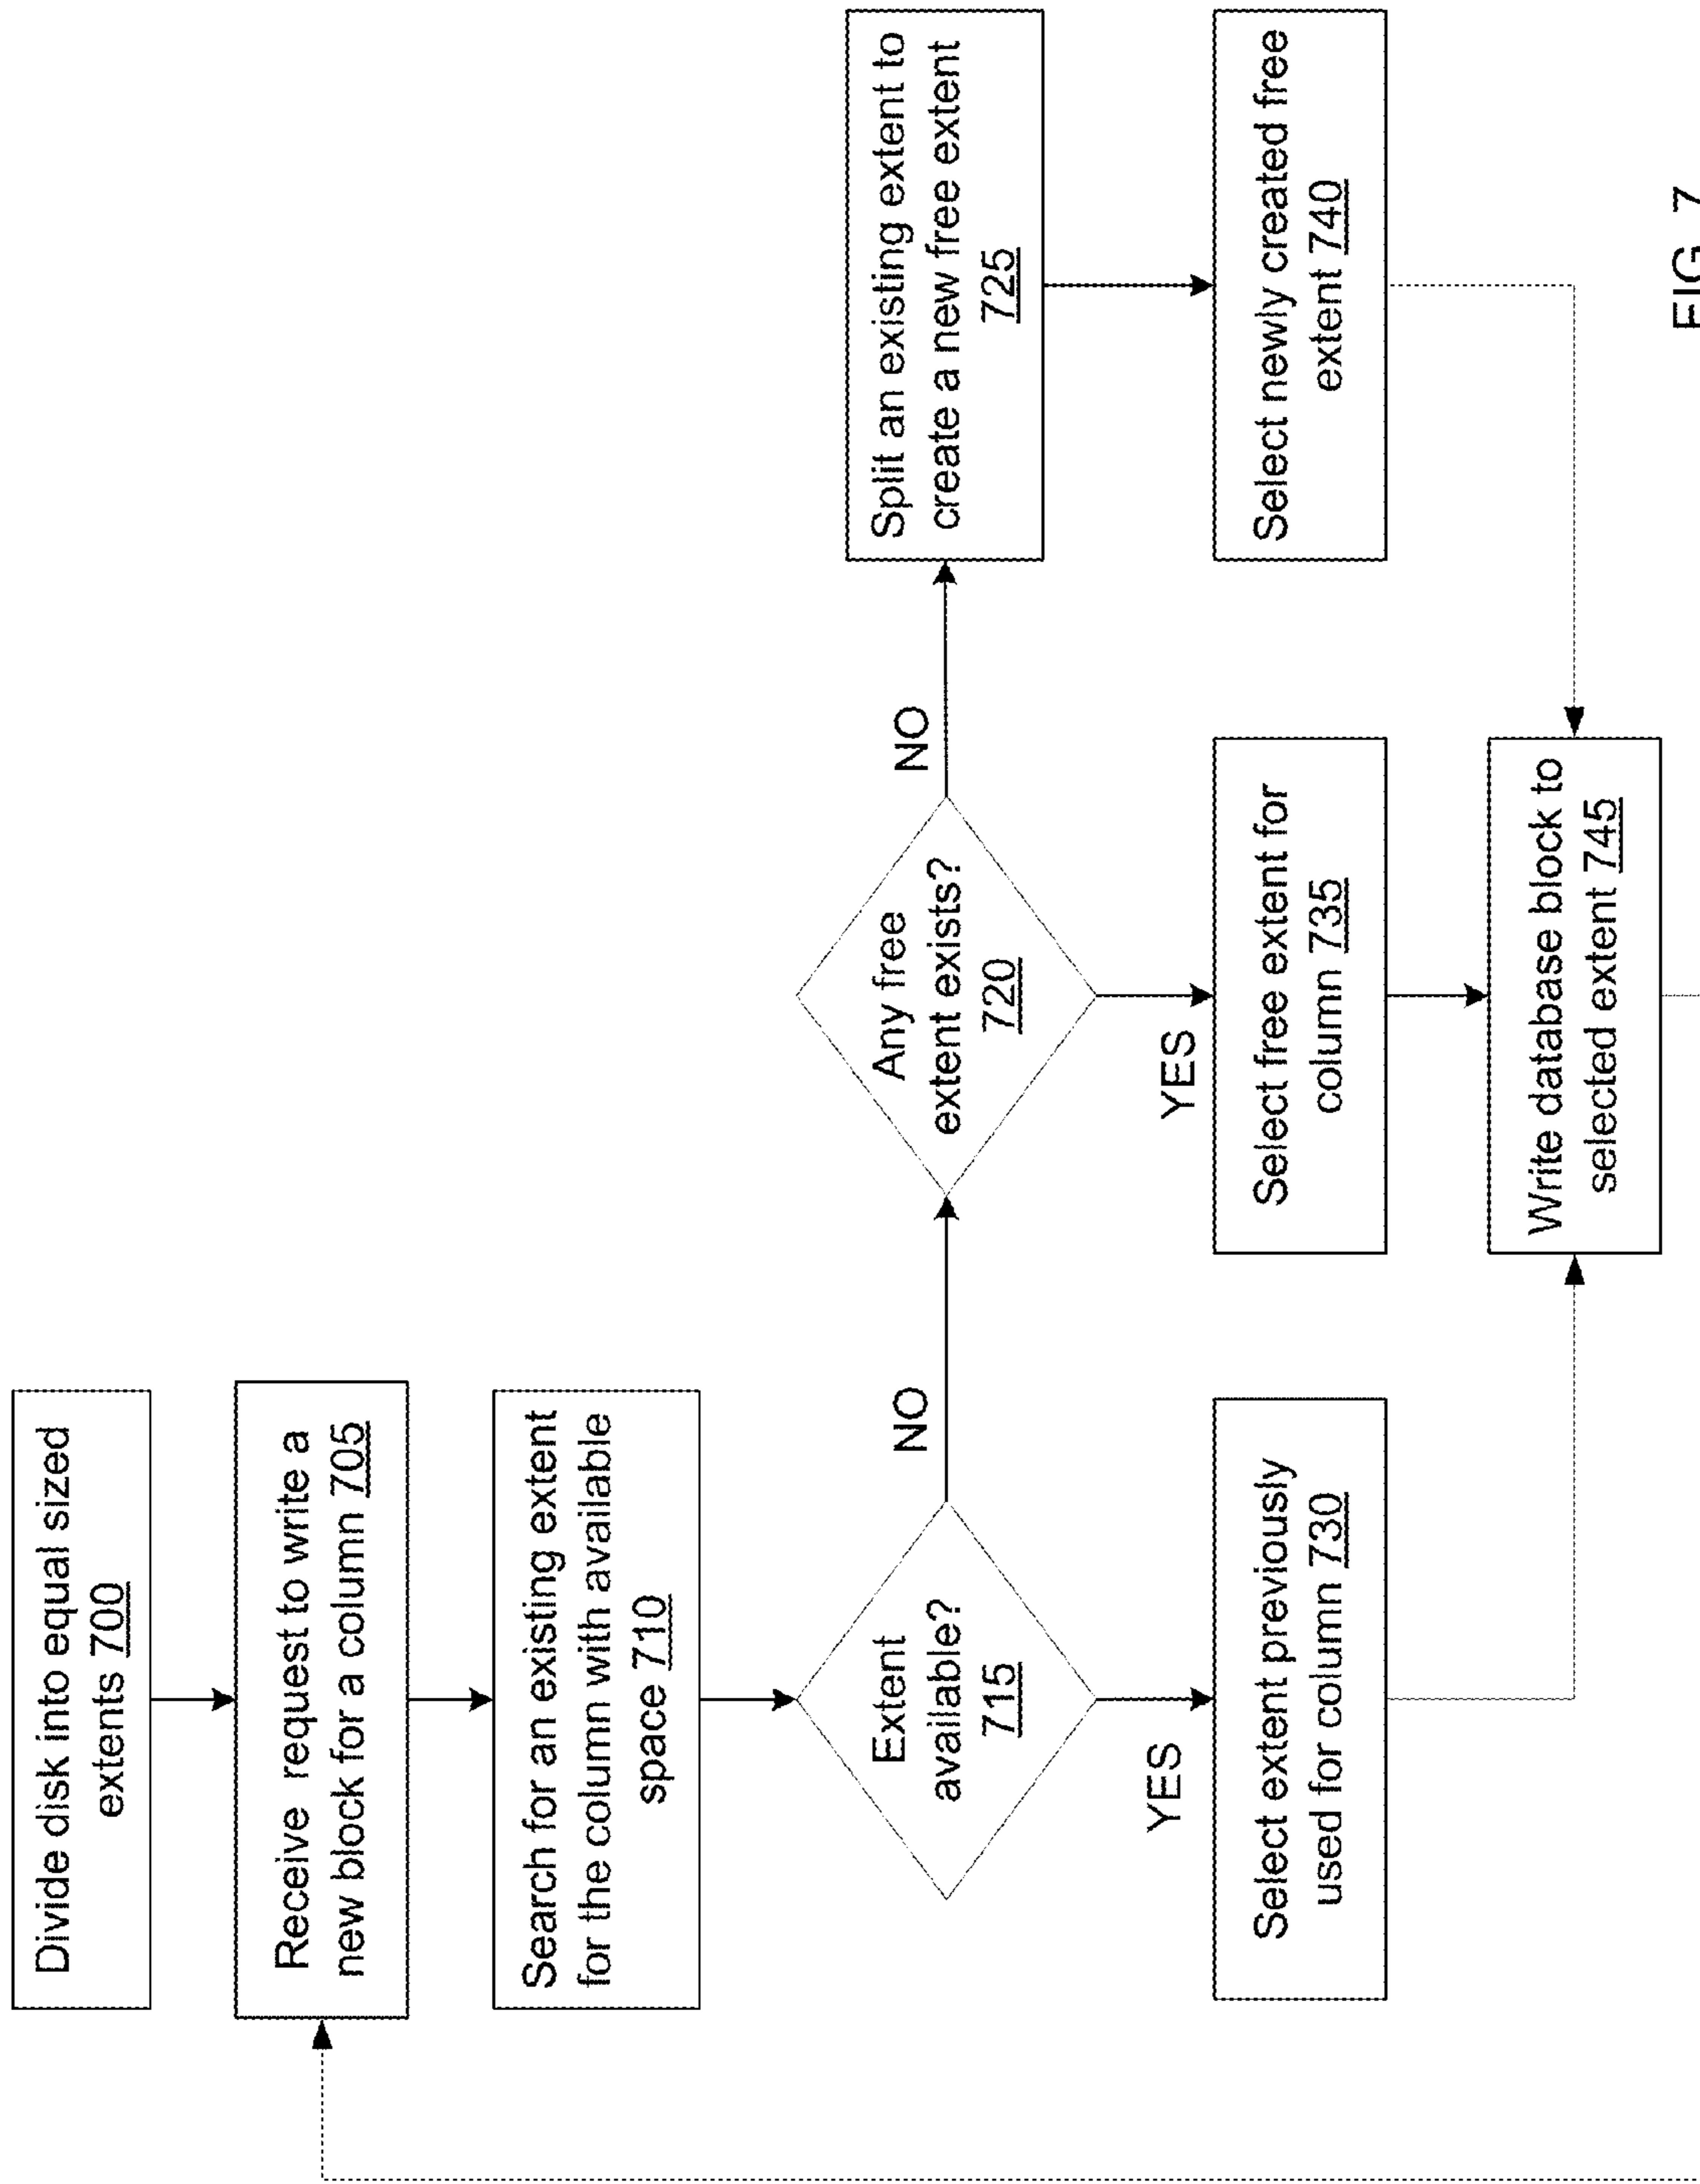 Divide disk into equal sized
extents 700
Receive request to write a
new block for a column 705
Search for an existing extent
for the column with available
space 710
Extent
available?
715
NO
YES
Any free
extent exists?
720
NO
YES
Split an existing extent to
create a new free extent
725
Select extent previously
used for column 730
Select free extent for
column 735
Select newly created free
extent 740
Write database block to
selected extent 745
FIG. 7